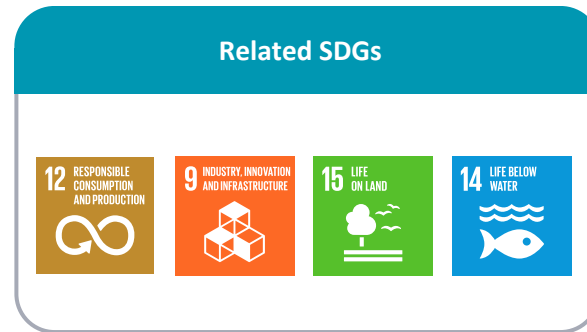 Related SDGs
12 RESPONSIBLE
CONSUMPTION
AND PRODUCTION
9 INDUSTRY, INNOVATION
AND INFRASTRUCTURE
15 LIFE
ON LAND
14 LIFE BELOW
WATER